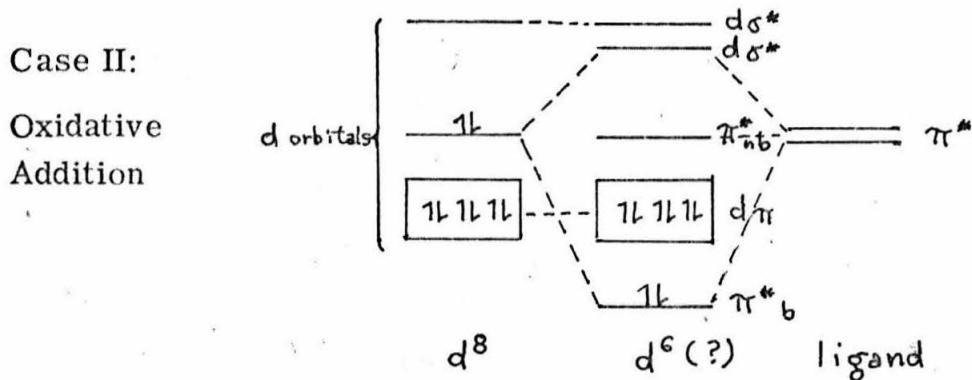 Case II:
Oxidative
Addition
d orbitals
dσ*
dσ*
π*nb
π*
dπ
π*b
d⁸
d⁶ (?)
ligand